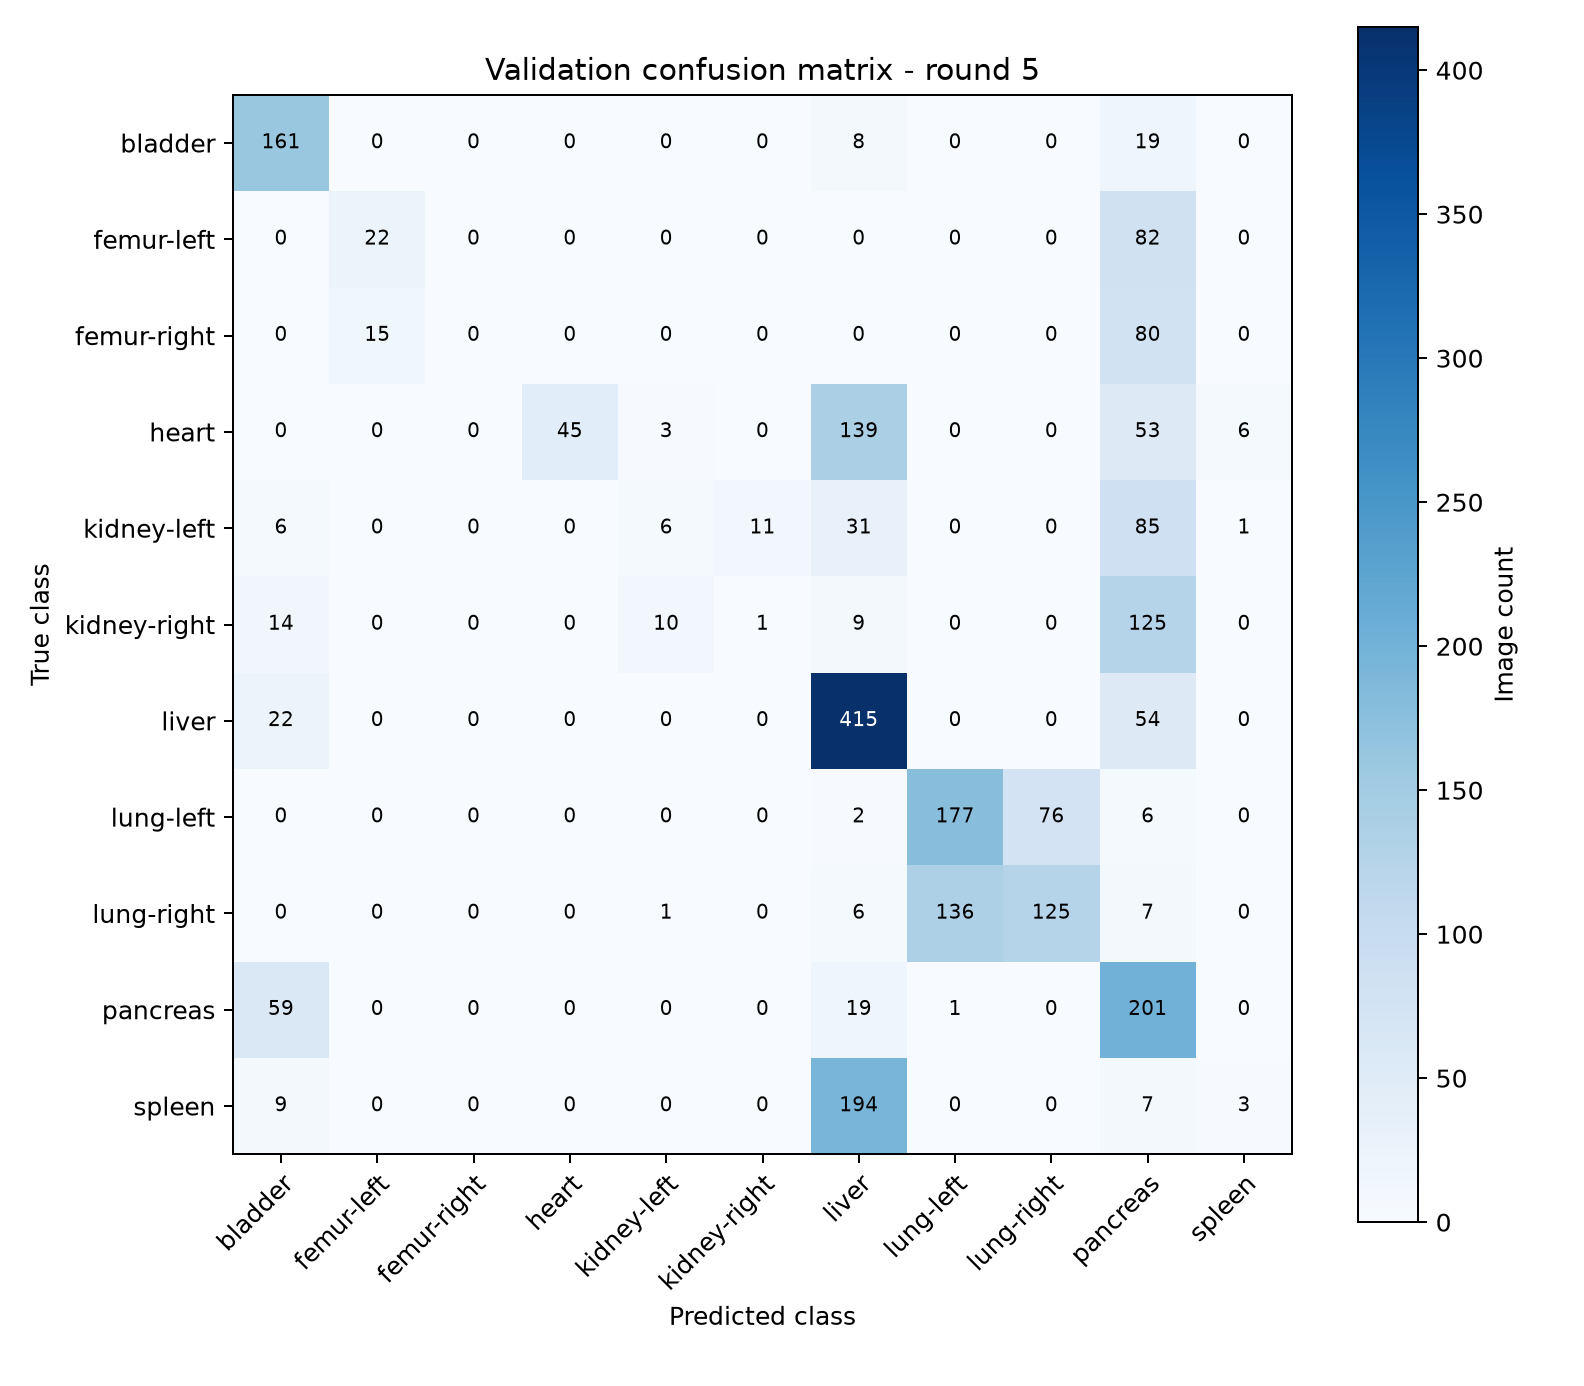 Validation confusion matrix - round 5
bladder 161 0 0 0 0 0 8 0 0 19 0
femur-left 0 22 0 0 0 0 0 0 0 82 0
femur-right 0 15 0 0 0 0 0 0 0 80 0
heart 0 0 0 45 3 0 139 0 0 53 6
kidney-left 6 0 0 0 6 11 31 0 0 85 1
kidney-right 14 0 0 0 10 1 9 0 0 125 0
liver 22 0 0 0 0 0 415 0 0 54 0
lung-left 0 0 0 0 0 0 2 177 76 6 0
lung-right 0 0 0 0 1 0 6 136 125 7 0
pancreas 59 0 0 0 0 0 19 1 0 201 0
spleen 9 0 0 0 0 0 194 0 0 7 3
True class
bladder femur-left femur-right heart kidney-left kidney-right liver lung-left lung-right pancreas spleen
Predicted class
400
350
300
250
200
150
100
50
0
Image count